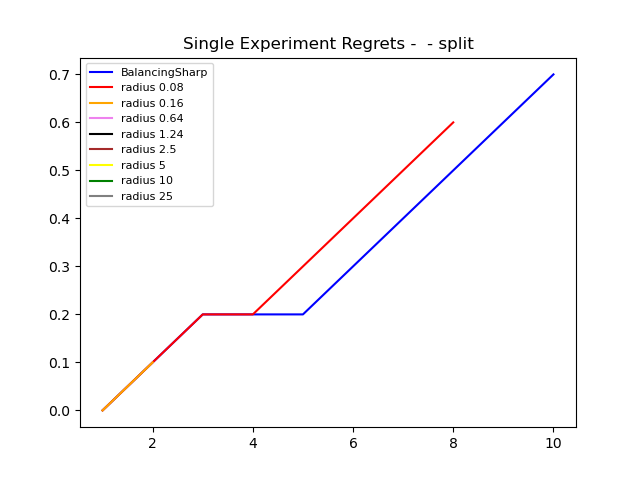 Single Experiment Regrets -  - split
BalancingSharp
radius 0.08
radius 0.16
radius 0.64
radius 1.24
radius 2.5
radius 5
radius 10
radius 25
0.7
0.6
0.5
0.4
0.3
0.2
0.1
0.0
2 4 6 8 10